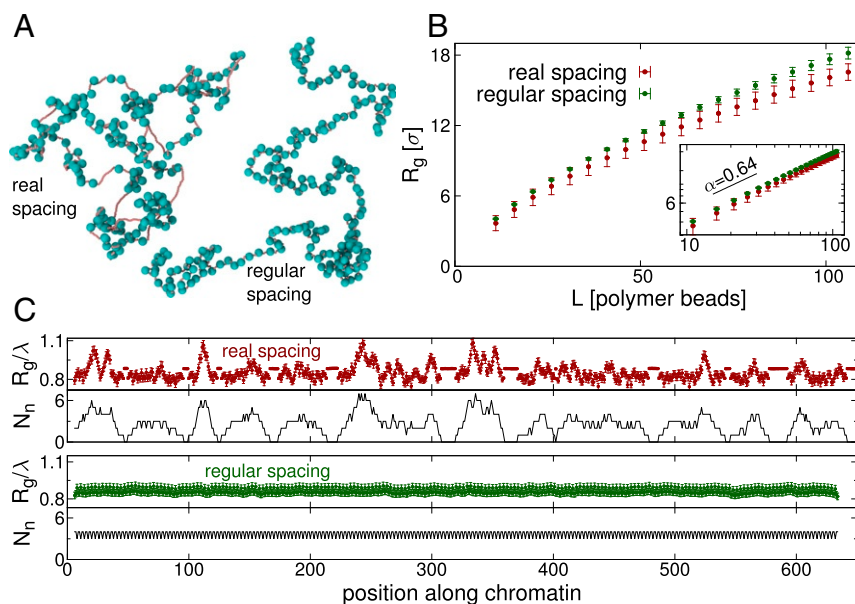 A
real
spacing
regular
spacing
B
18
12
6
0
R_g [σ]
real spacing
regular spacing
α=0.64
6
10
100
0
50
100
L [polymer beads]
C
1.1
0.8
R_g/λ
real spacing
6
0
N_n
1.1
0.8
R_g/λ
regular spacing
6
0
N_n
0 100 200 300 400 500 600
position along chromatin